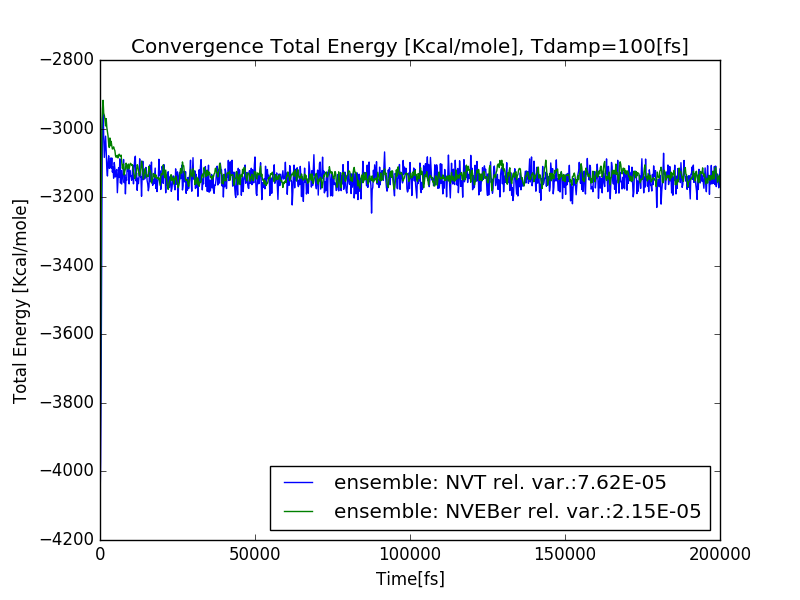 Convergence Total Energy [Kcal/mole], Tdamp=100[fs]
−2800
−3000
−3200
−3400
−3600
−3800
−4000
−4200
Total Energy [Kcal/mole]
ensemble: NVT rel. var.:7.62E-05
ensemble: NVEBer rel. var.:2.15E-05
0 50000 100000 150000 200000
Time[fs]